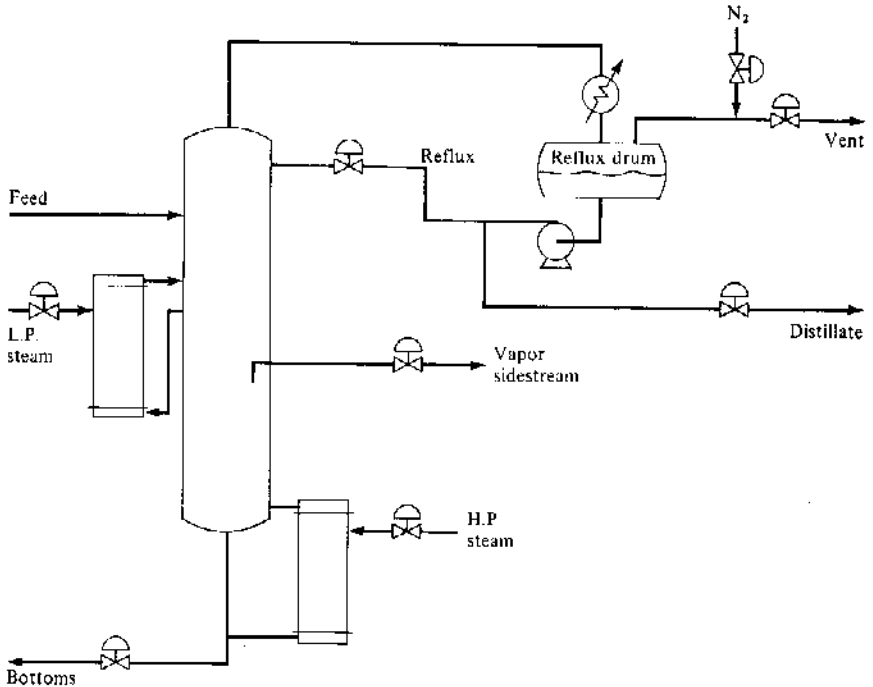 N₂
Vent
Reflux
Reflux drum
Feed
L.P.
steam
Distillate
Vapor
sidestream
H.P
steam
Bottoms